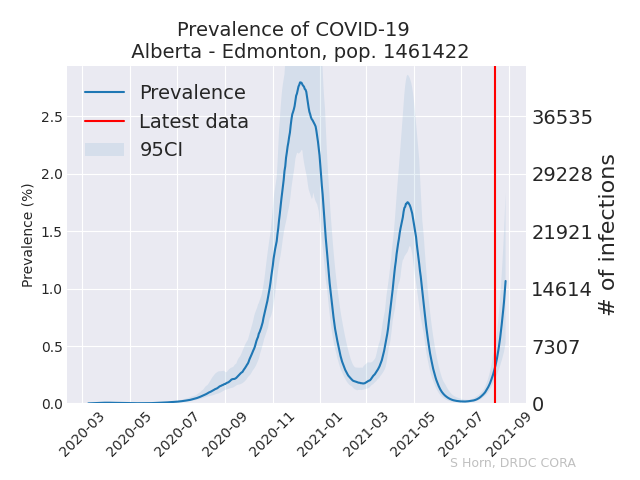 Prevalence of COVID-19
Alberta - Edmonton, pop. 1461422
Prevalence
Latest data
95CI
Prevalence (%)
2.5
2.0
1.5
1.0
0.5
0.0
36535
29228
21921
14614
7307
0
# of infections
2020-03
2020-05
2020-07
2020-09
2020-11
2021-01
2021-03
2021-05
2021-07
2021-09
S Horn, DRDC CORA